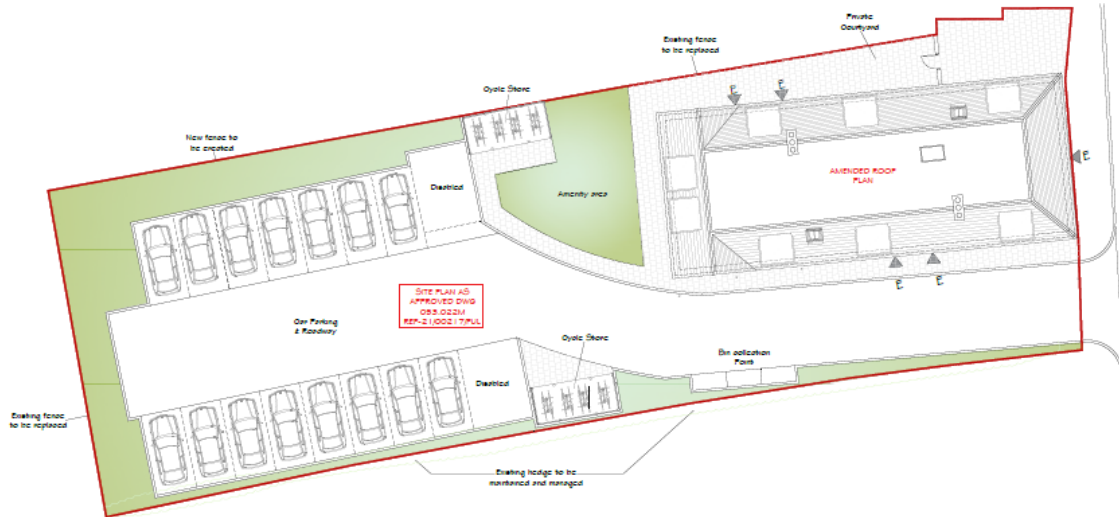 Private
Courtyard
Existing fence
to be replaced
Cycle Store
New fence to
be erected
E
E
Disabled
Amenity area
AMENDED ROOF
PLAN
E
E
E
SITE PLAN AS
APPROVED DWG
053.022M
REF-21/00217/FUL
Car Parking
& Roadway
Cycle Store
Bin collection
Point
Disabled
Existing fence
to be replaced
Existing hedge to be
maintained and managed